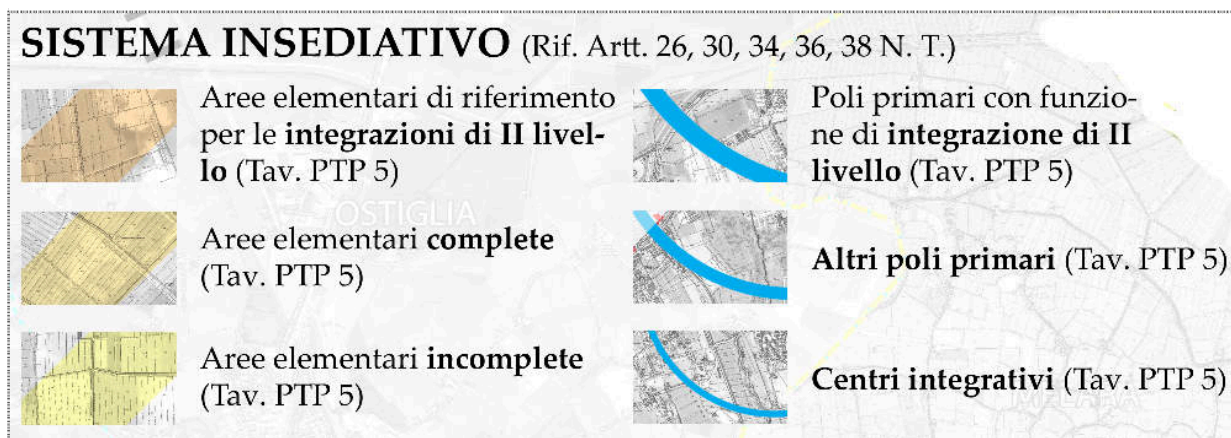 SISTEMA INSEDIATIVO (Rif. Artt. 26, 30, 34, 36, 38 N. T.)
Aree elementari di riferimento
per le integrazioni di II livel-
lo (Tav. PTP 5)
Aree elementari complete
(Tav. PTP 5)
Aree elementari incomplete
(Tav. PTP 5)
Poli primari con funzio-
ne di integrazione di II
livello (Tav. PTP 5)
Altri poli primari (Tav. PTP 5)
Centri integrativi (Tav. PTP 5)
OSTIGLIA
MELARA